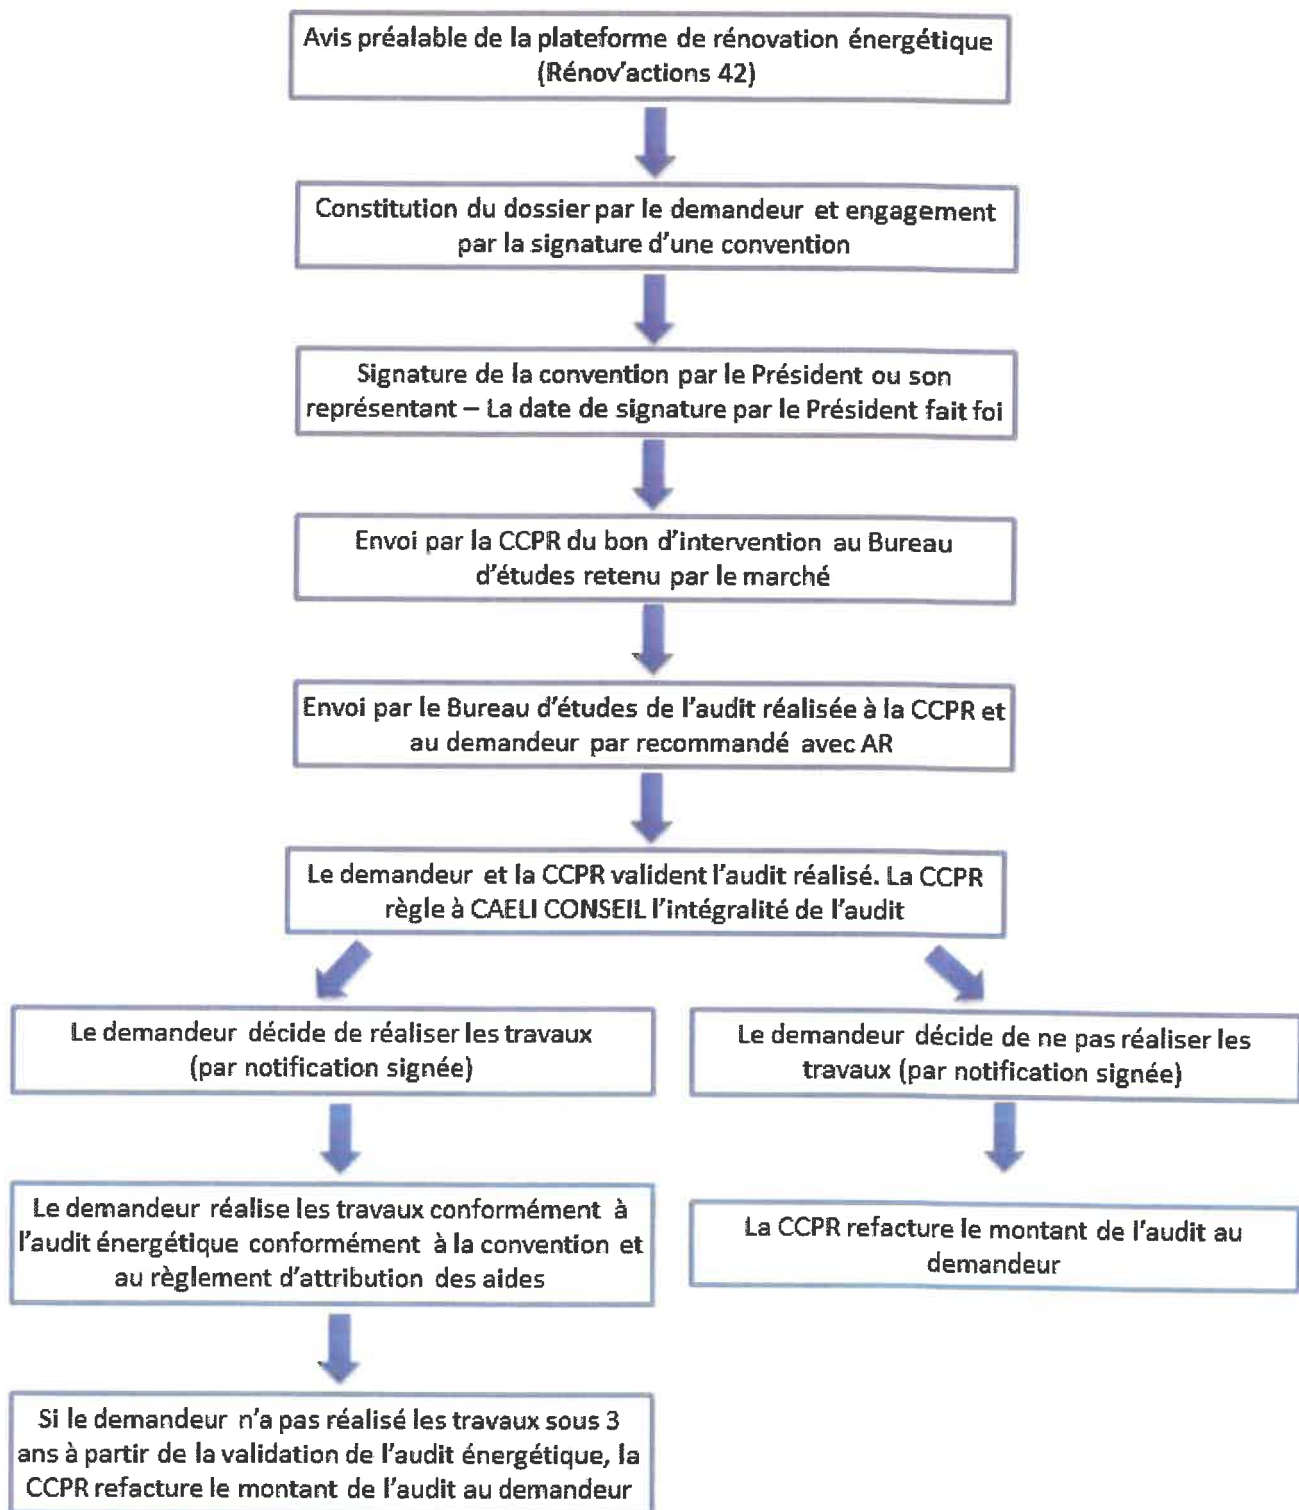 Avis préalable de la plateforme de rénovation énergétique
(Rénov'actions 42)
Constitution du dossier par le demandeur et engagement
par la signature d'une convention
Signature de la convention par le Président ou son
représentant – La date de signature par le Président fait foi
Envoi par la CCPR du bon d'intervention au Bureau
d'études retenu par le marché
Envoi par le Bureau d'études de l'audit réalisée à la CCPR et
au demandeur par recommandé avec AR
Le demandeur et la CCPR valident l'audit réalisé. La CCPR
règle à CAELI CONSEIL l'intégralité de l'audit
Le demandeur décide de réaliser les travaux
(par notification signée)
Le demandeur réalise les travaux conformément à
l'audit énergétique conformément à la convention et
au règlement d'attribution des aides
Si le demandeur n'a pas réalisé les travaux sous 3
ans à partir de la validation de l'audit énergétique, la
CCPR refacture le montant de l'audit au demandeur
Le demandeur décide de ne pas réaliser les
travaux (par notification signée)
La CCPR refacture le montant de l'audit au
demandeur